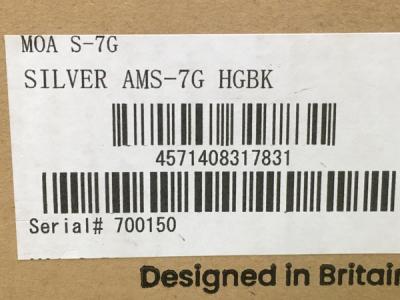 MOA S-7G
SILVER AMS-7G HGBK
4571408317831
Serial# 700150
Designed in Britain